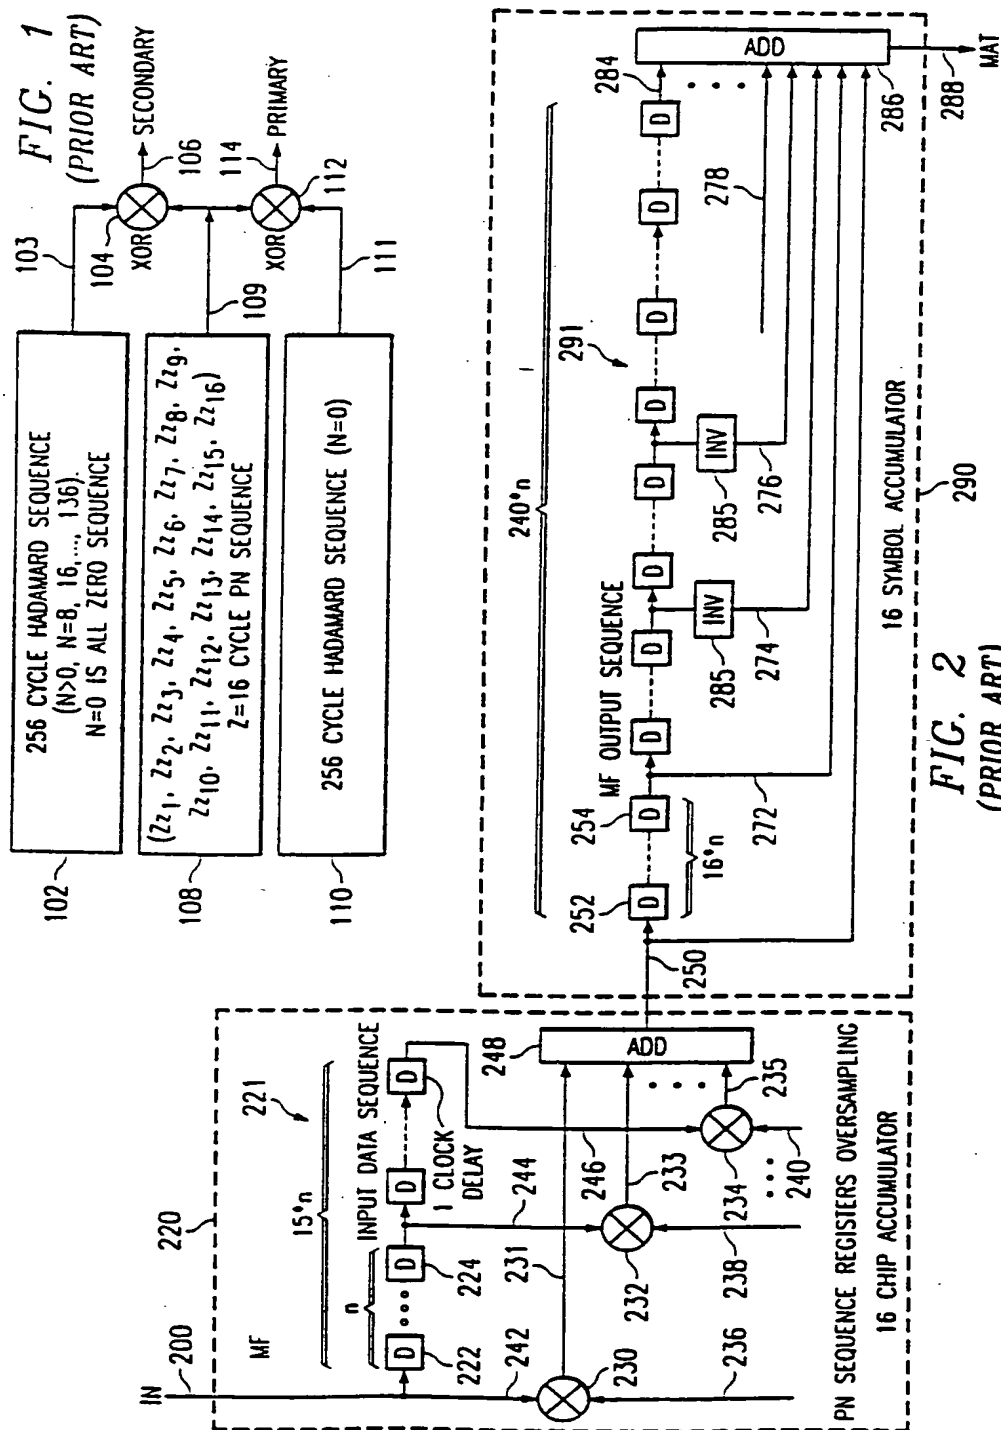 FIG. 1
(PRIOR ART)
256 CYCLE HADAMARD SEQUENCE
(N>0, N=8, 16,..., 136).
N=0 IS ALL ZERO SEQUENCE
102
103
104
XOR
106
SECONDARY
(Zz1, Zz2, Zz3, Zz4, Zz5, Zz6, Zz7, Zz8, Zz9,
Zz10, Zz11, Zz12, Zz13, Zz14, Zz15, Zz16)
Z=16 CYCLE PN SEQUENCE
108
109
256 CYCLE HADAMARD SEQUENCE (N=0)
110
111
XOR
112
114
PRIMARY
FIG. 2
(PRIOR ART)
IN
200
220
MF
15*n
221
n
D
D
D
D
222
224
INPUT DATA SEQUENCE
1 CLOCK
DELAY
242
244
246
230
231
232
233
234
235
236
238
240
248
ADD
PN SEQUENCE REGISTERS OVERSAMPLING
16 CHIP ACCUMULATOR
250
240*n
291
252
254
D
D
D
D
D
D
D
D
D
D
16*n
MF OUTPUT SEQUENCE
INV
285
INV
285
272
274
276
278
284
ADD
286
288
MAT
16 SYMBOL ACCUMULATOR
290